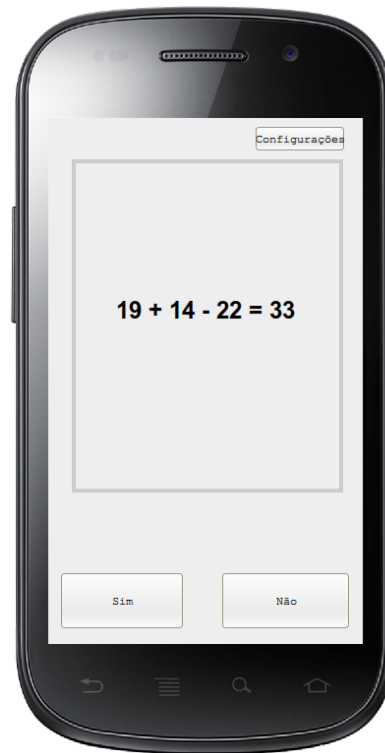 Configurações
19 + 14 - 22 = 33
Sim
Não